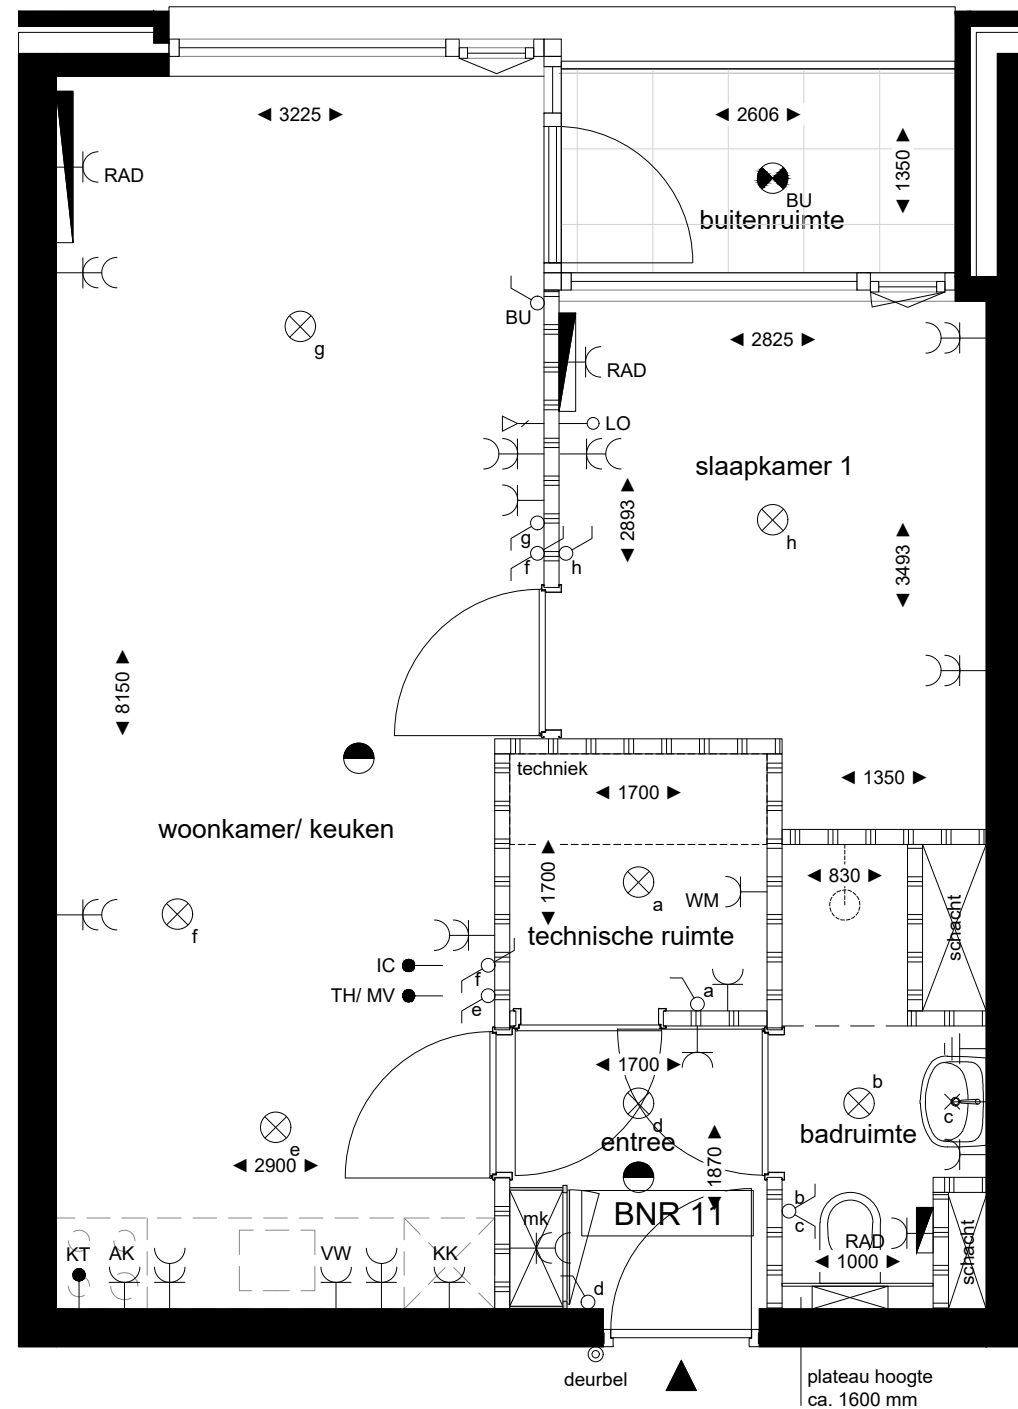 3225
2606
1350
RAD
BU
buitenruimte
BU
g
2825
RAD
LO
slaapkamer 1
2893
g
h
f
h
3493
8150
techniek
1700
1350
woonkamer/ keuken
830
1700
a
WM
schacht
f
technische ruimte
IC
f
TH/ MV
e
a
1700
b
d
c
e
entree
badruimte
2900
1870
b
mk
BNR 11
c
KT
AK
VW
KK
RAD
1000
schacht
d
deurbel
plateau hoogte
ca. 1600 mm